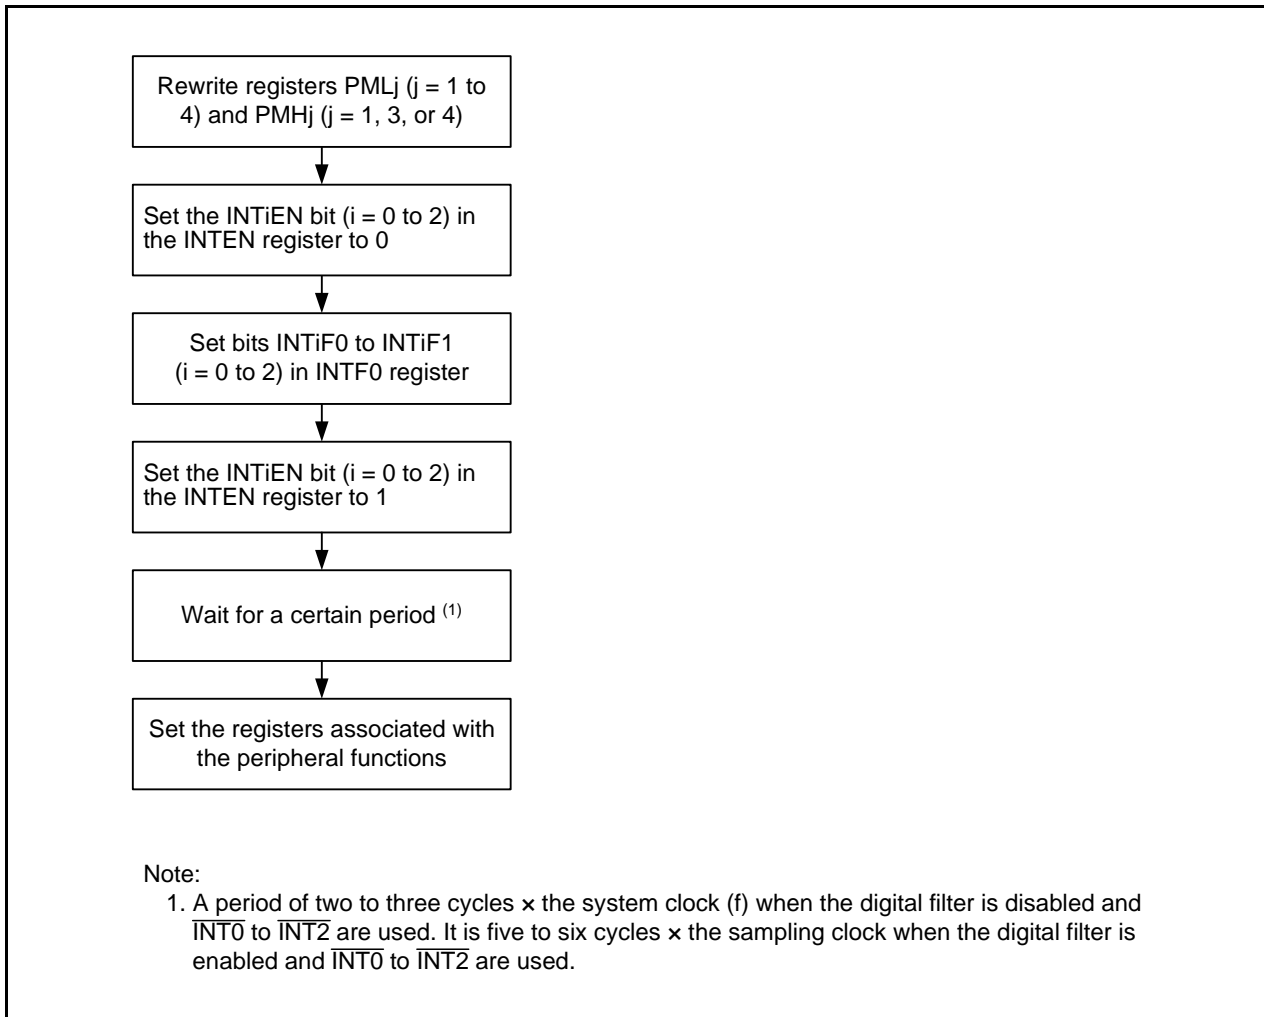 Rewrite registers PMLj (j = 1 to
4) and PMHj (j = 1, 3, or 4)
Set the INTiEN bit (i = 0 to 2) in
the INTEN register to 0
Set bits INTiF0 to INTiF1
(i = 0 to 2) in INTF0 register
Set the INTiEN bit (i = 0 to 2) in
the INTEN register to 1
Wait for a certain period (1)
Set the registers associated with
the peripheral functions
Note:
1. A period of two to three cycles × the system clock (f) when the digital filter is disabled and
INT0 to INT2 are used. It is five to six cycles × the sampling clock when the digital filter is
enabled and INT0 to INT2 are used.